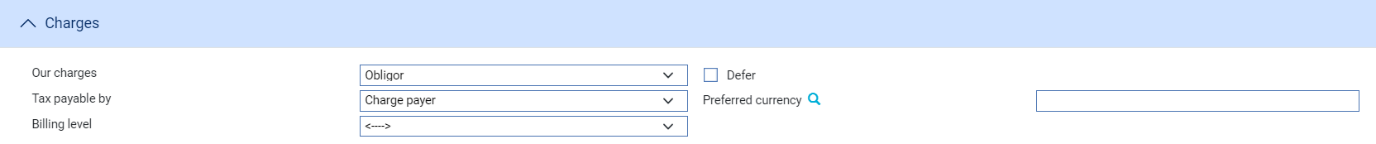 Charges
Our charges Obligor Defer
Tax payable by Charge payer Preferred currency
Billing level <---->